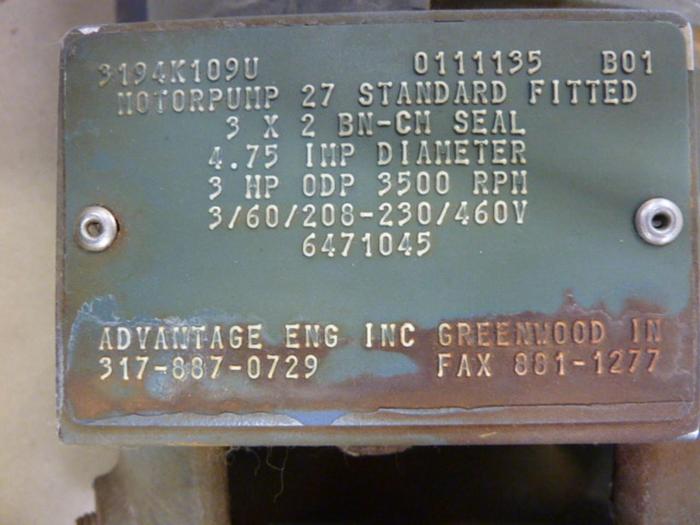 3194K109U 0111135 B01
MOTORPUMP 27 STANDARD FITTED
3 X 2 BN-CM SEAL
4.75 IMP DIAMETER
3 HP ODP 3500 RPM
3/60/208-230/460V
6471045
ADVANTAGE ENG INC GREENWOOD IN
317-887-0729 FAX 881-1277